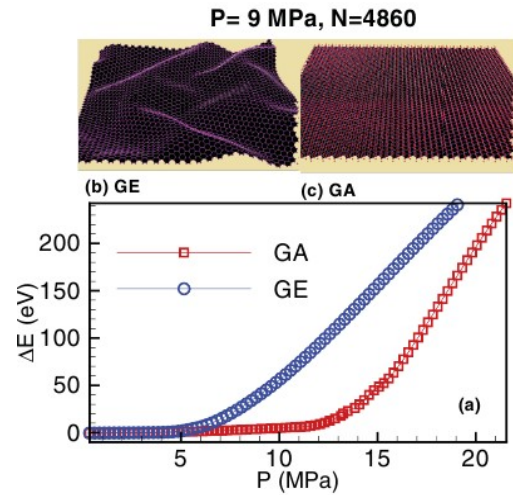 P= 9 MPa, N=4860
(b) GE
(c) GA
GA
GE
ΔE (eV)
200
150
100
50
0
(a)
5
10
15
20
P (MPa)